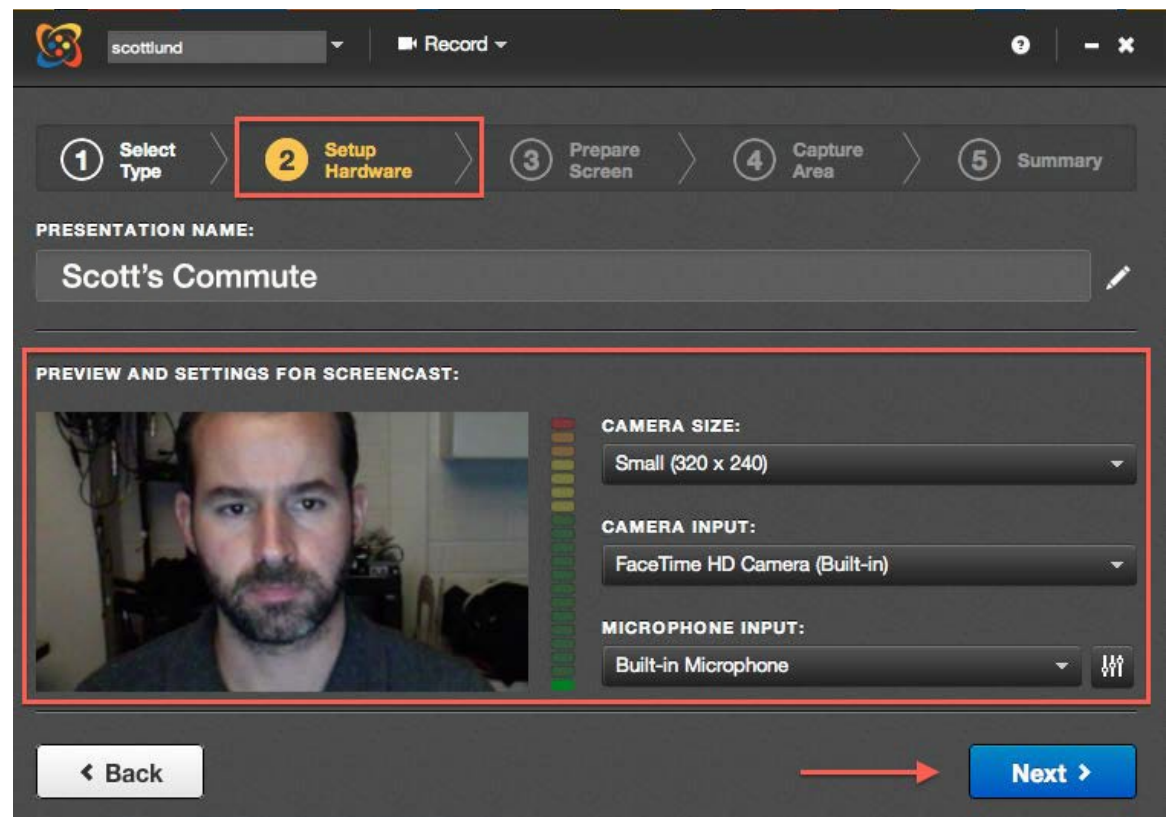 scottlund
Record
?
1 Select Type
2 Setup Hardware
3 Prepare Screen
4 Capture Area
5 Summary
PRESENTATION NAME:
Scott's Commute
PREVIEW AND SETTINGS FOR SCREENCAST:
CAMERA SIZE:
Small (320 x 240)
CAMERA INPUT:
FaceTime HD Camera (Built-in)
MICROPHONE INPUT:
Built-in Microphone
Back
Next